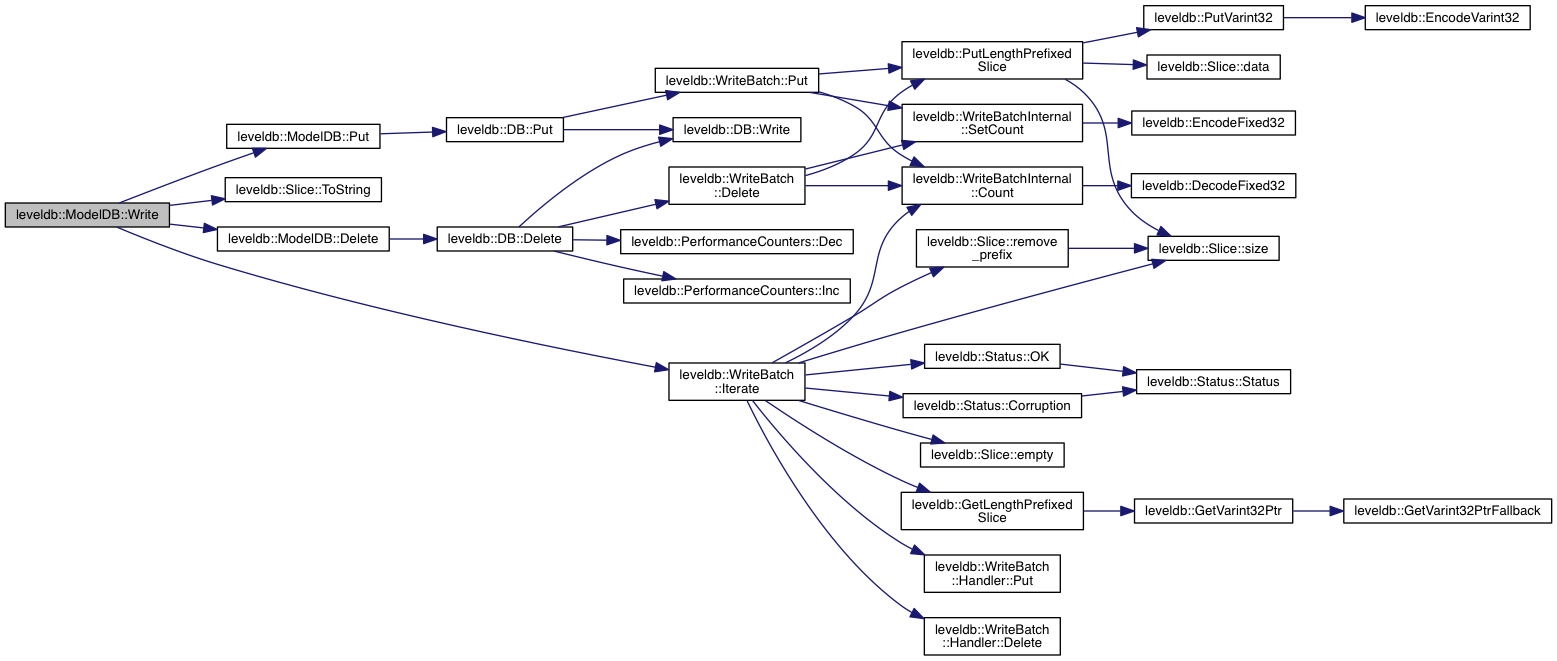 leveldb::ModelDB::Write
leveldb::ModelDB::Put
leveldb::Slice::ToString
leveldb::ModelDB::Delete
leveldb::DB::Put
leveldb::DB::Delete
leveldb::WriteBatch::Put
leveldb::DB::Write
leveldb::WriteBatch
::Delete
leveldb::PerformanceCounters::Dec
leveldb::PerformanceCounters::Inc
leveldb::WriteBatch
::Iterate
leveldb::PutLengthPrefixed
Slice
leveldb::WriteBatchInternal
::SetCount
leveldb::WriteBatchInternal
::Count
leveldb::Slice::remove
_prefix
leveldb::Status::OK
leveldb::Status::Corruption
leveldb::Slice::empty
leveldb::GetLengthPrefixed
Slice
leveldb::WriteBatch
::Handler::Put
leveldb::WriteBatch
::Handler::Delete
leveldb::PutVarint32
leveldb::Slice::data
leveldb::EncodeFixed32
leveldb::DecodeFixed32
leveldb::Slice::size
leveldb::Status::Status
leveldb::GetVarint32Ptr
leveldb::EncodeVarint32
leveldb::GetVarint32PtrFallback